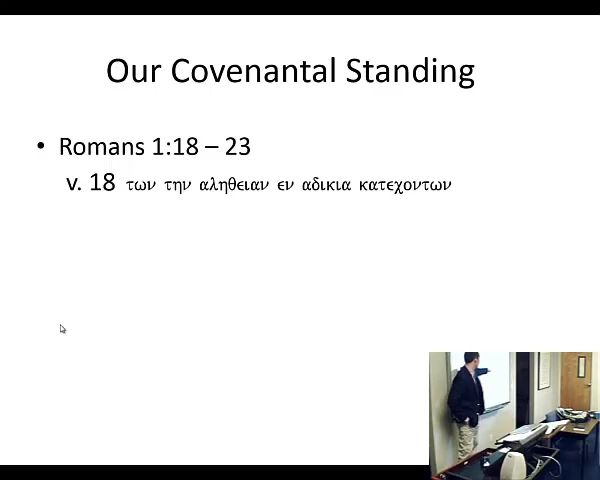 Our Covenantal Standing
• Romans 1:18 – 23
v. 18 των την αληθειαν εν αδικια κατεχοντων